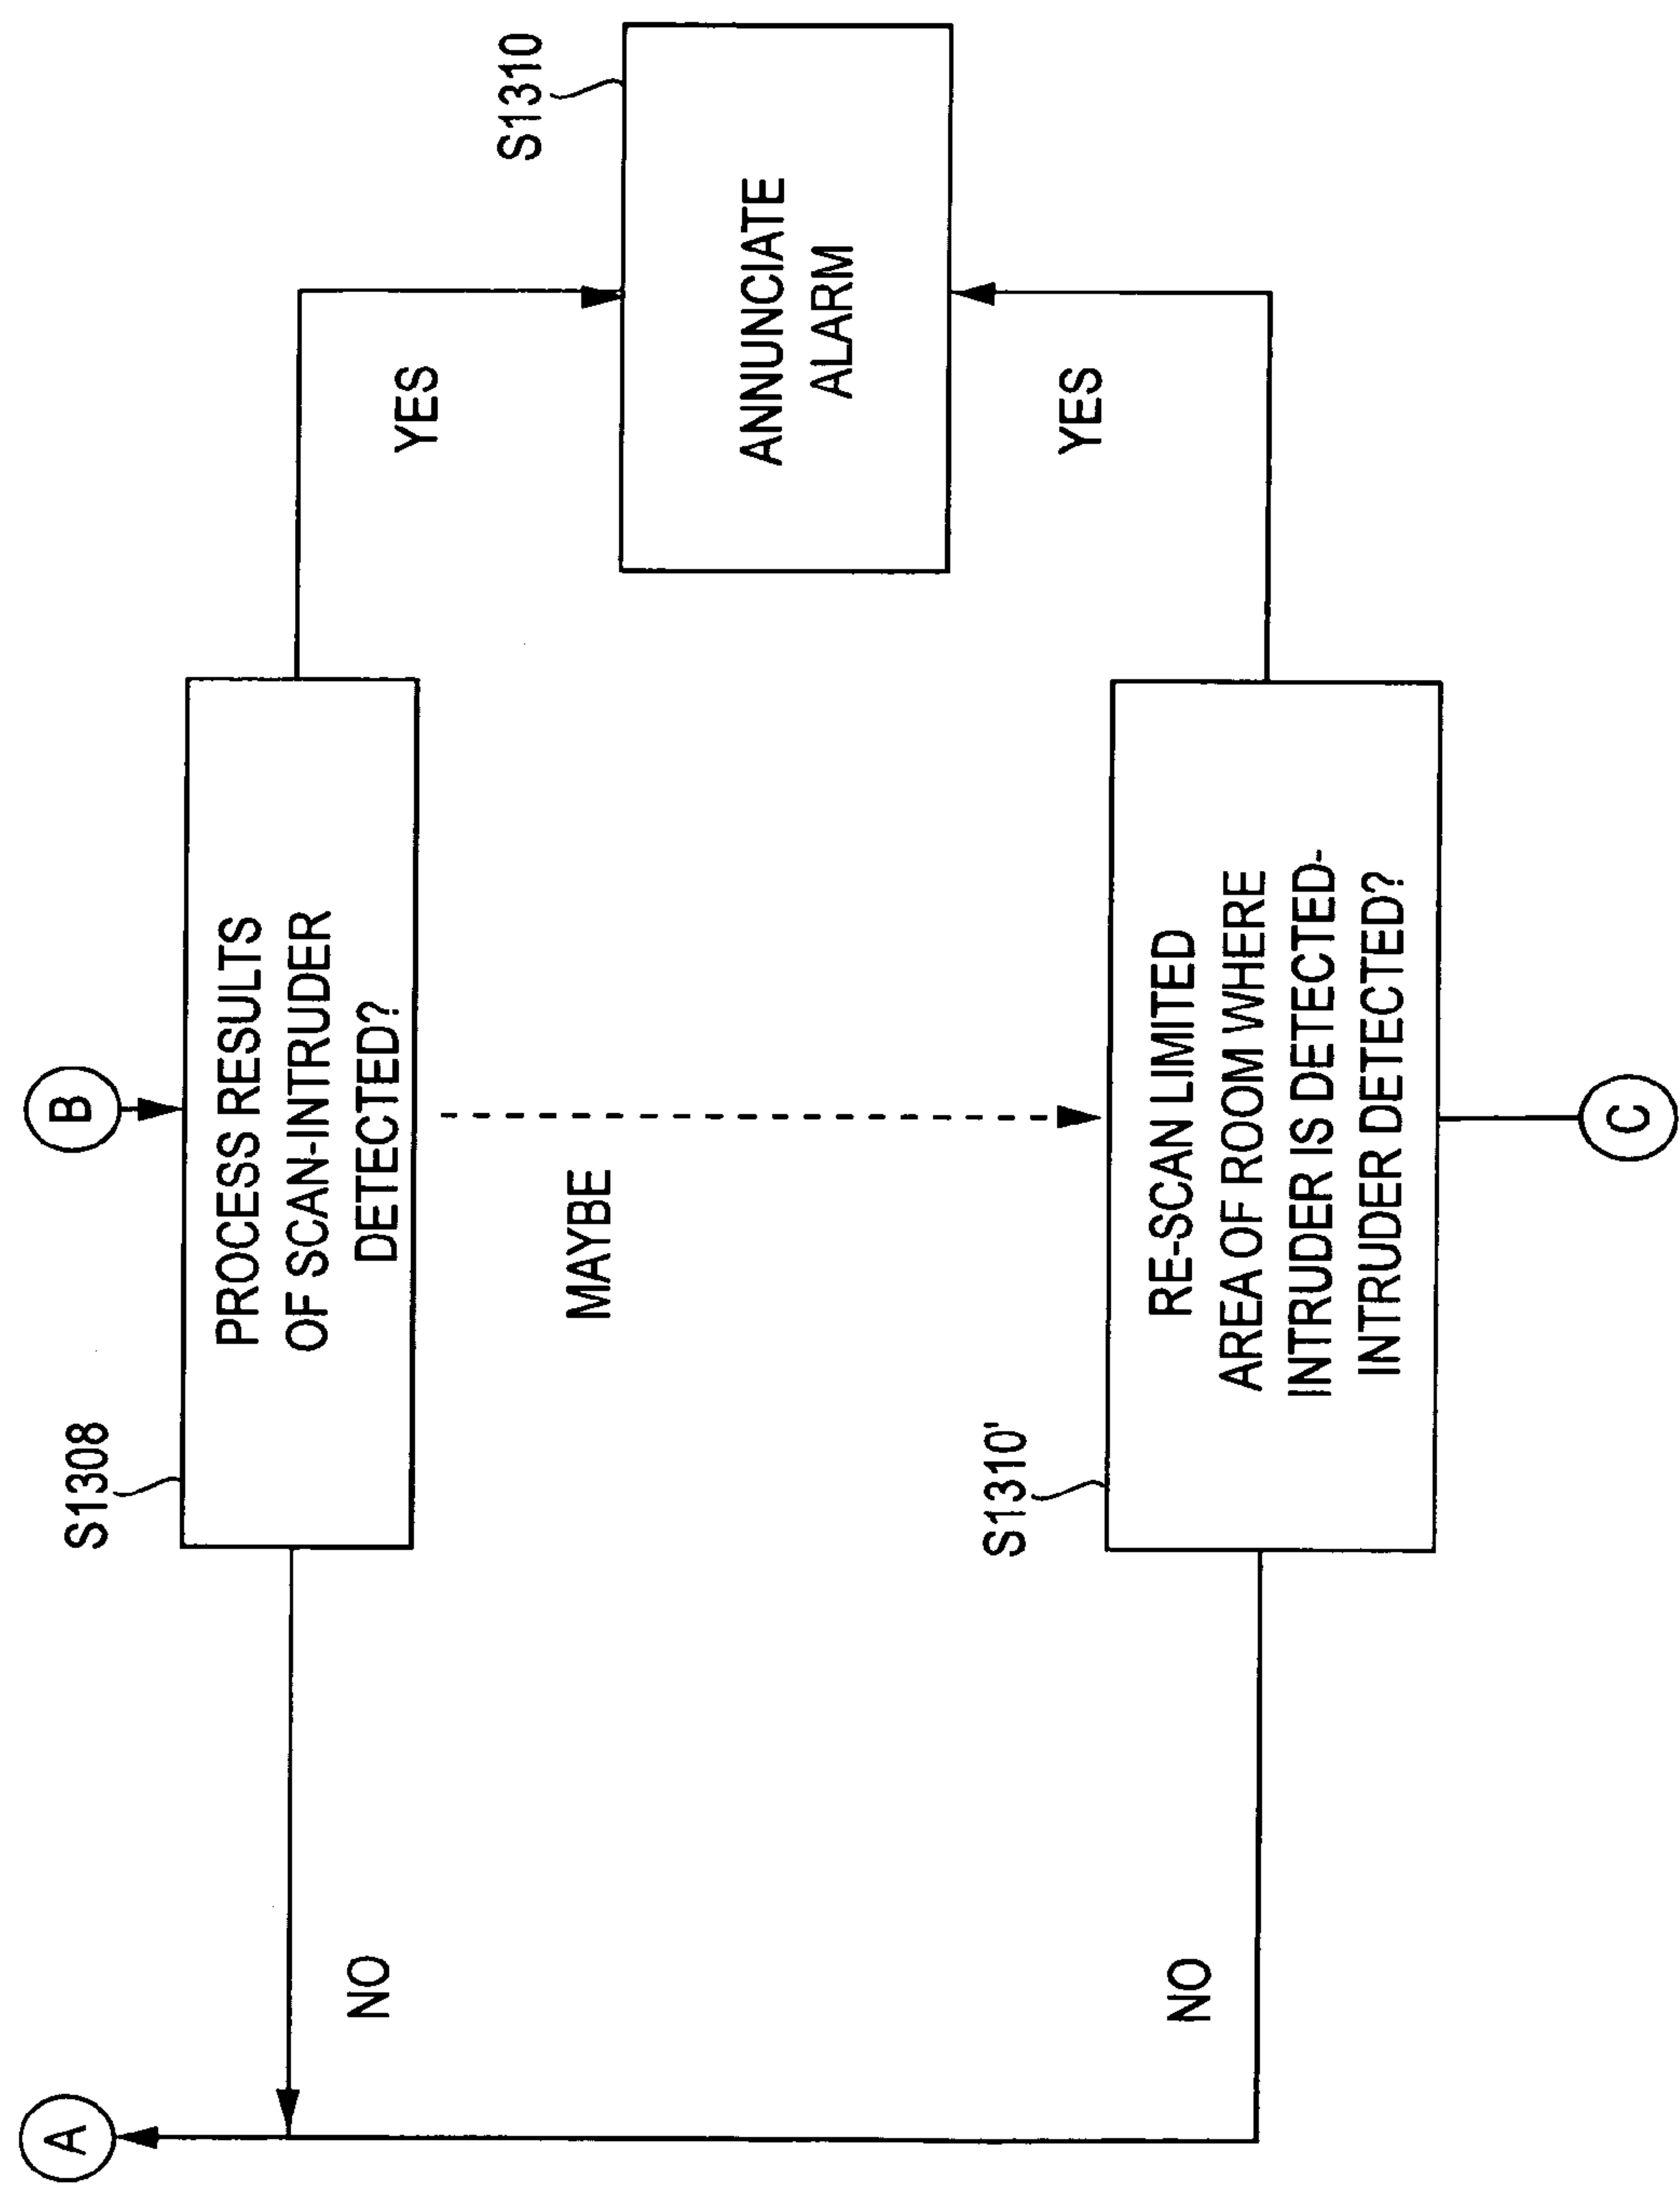 A
B
S1308
PROCESS RESULTS
OF SCAN-INTRUDER
DETECTED?
NO
YES
S1310
ANNUNCIATE
ALARM
MAYBE
YES
S1310'
RE-SCAN LIMITED
AREA OF ROOM WHERE
INTRUDER IS DETECTED-
INTRUDER DETECTED?
NO
C